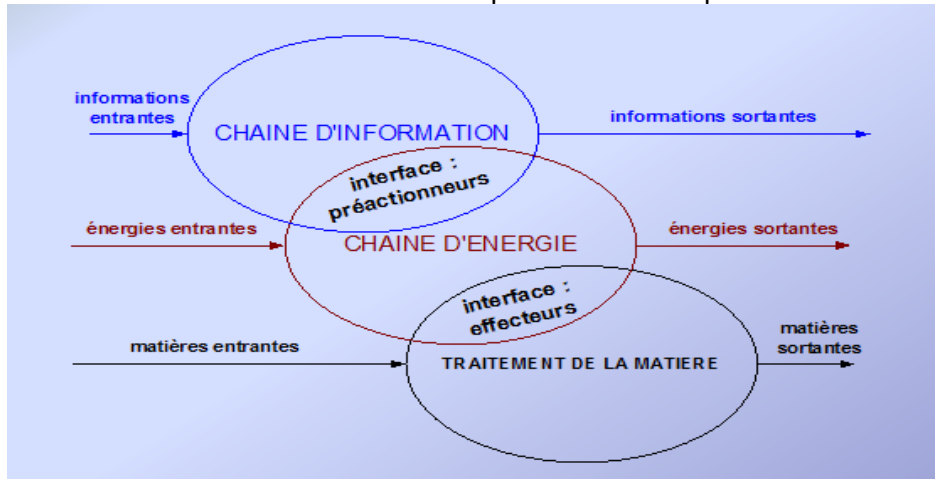 informations
entrantes
CHAINE D'INFORMATION
informations sortantes
interface :
préactionneurs
énergies entrantes
CHAINE D'ENERGIE
énergies sortantes
interface :
effecteurs
matières entrantes
TRAITEMENT DE LA MATIERE
matières
sortantes